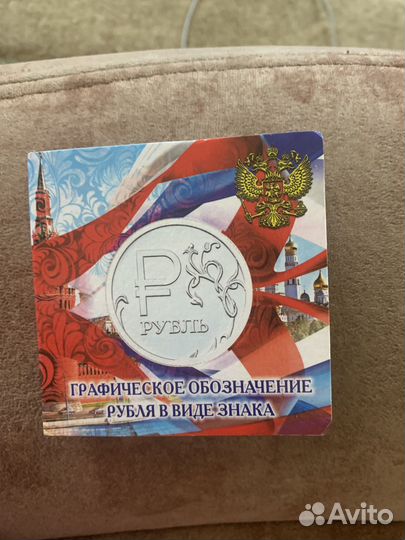 РУБЛЬ
ГРАФИЧЕСКОЕ ОБОЗНАЧЕНИЕ
РУБЛЯ В ВИДЕ ЗНАКА
Avito